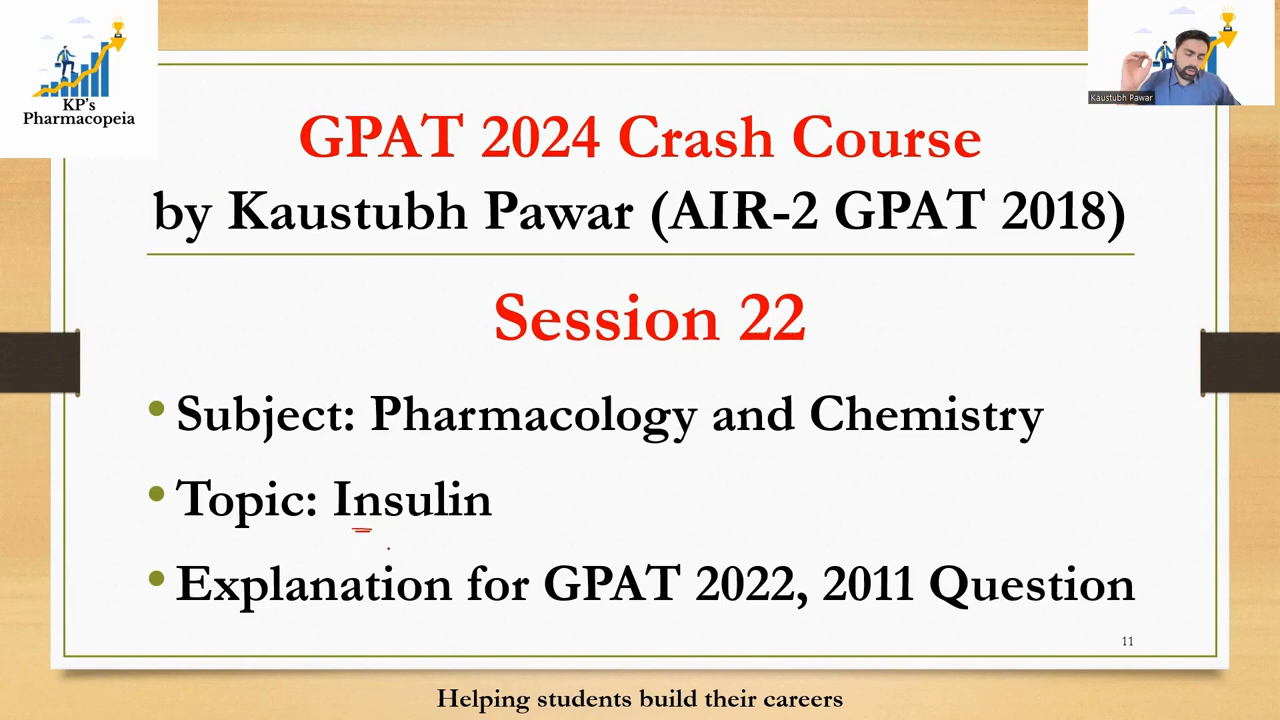 KP's
Pharmacopeia
Kaustubh Pawar
GPAT 2024 Crash Course
by Kaustubh Pawar (AIR-2 GPAT 2018)
Session 22
• Subject: Pharmacology and Chemistry
• Topic: Insulin
• Explanation for GPAT 2022, 2011 Question
11
Helping students build their careers